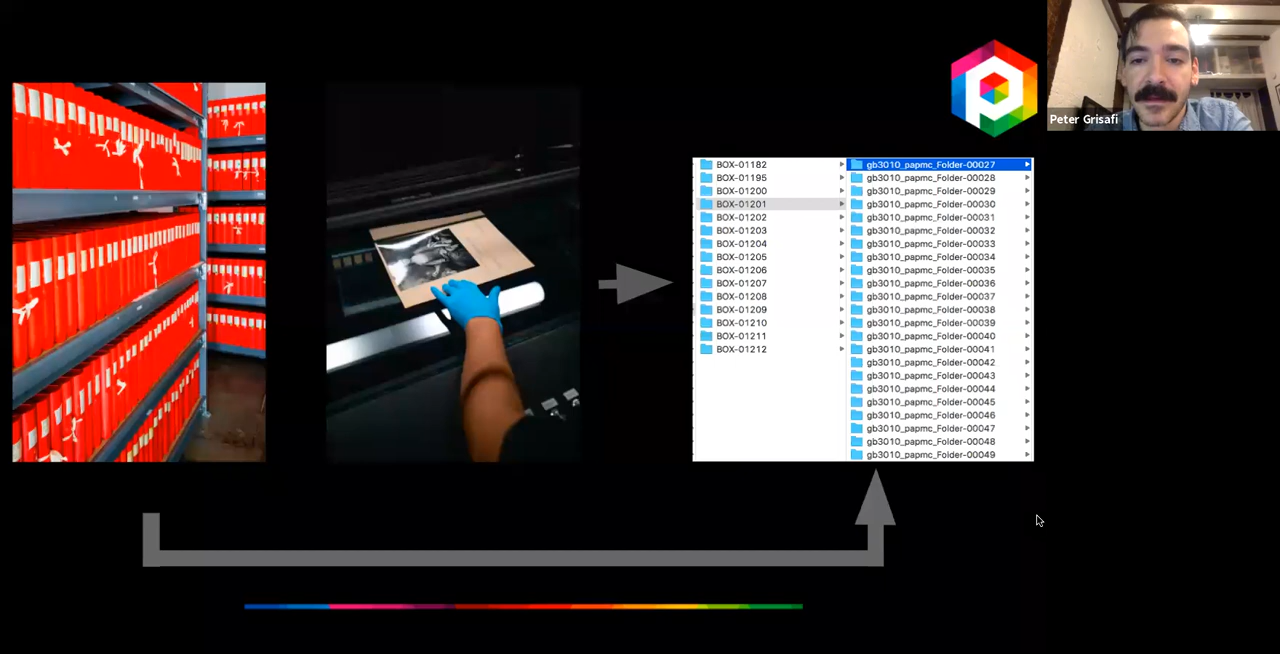 Peter Grisafi
BOX-01182
BOX-01195
BOX-01200
BOX-01201
BOX-01202
BOX-01203
BOX-01204
BOX-01205
BOX-01206
BOX-01207
BOX-01208
BOX-01209
BOX-01210
BOX-01211
BOX-01212
gb3010_papmc_Folder-00027
gb3010_papmc_Folder-00028
gb3010_papmc_Folder-00029
gb3010_papmc_Folder-00030
gb3010_papmc_Folder-00031
gb3010_papmc_Folder-00032
gb3010_papmc_Folder-00033
gb3010_papmc_Folder-00034
gb3010_papmc_Folder-00035
gb3010_papmc_Folder-00036
gb3010_papmc_Folder-00037
gb3010_papmc_Folder-00038
gb3010_papmc_Folder-00039
gb3010_papmc_Folder-00040
gb3010_papmc_Folder-00041
gb3010_papmc_Folder-00042
gb3010_papmc_Folder-00043
gb3010_papmc_Folder-00044
gb3010_papmc_Folder-00045
gb3010_papmc_Folder-00046
gb3010_papmc_Folder-00047
gb3010_papmc_Folder-00048
gb3010_papmc_Folder-00049